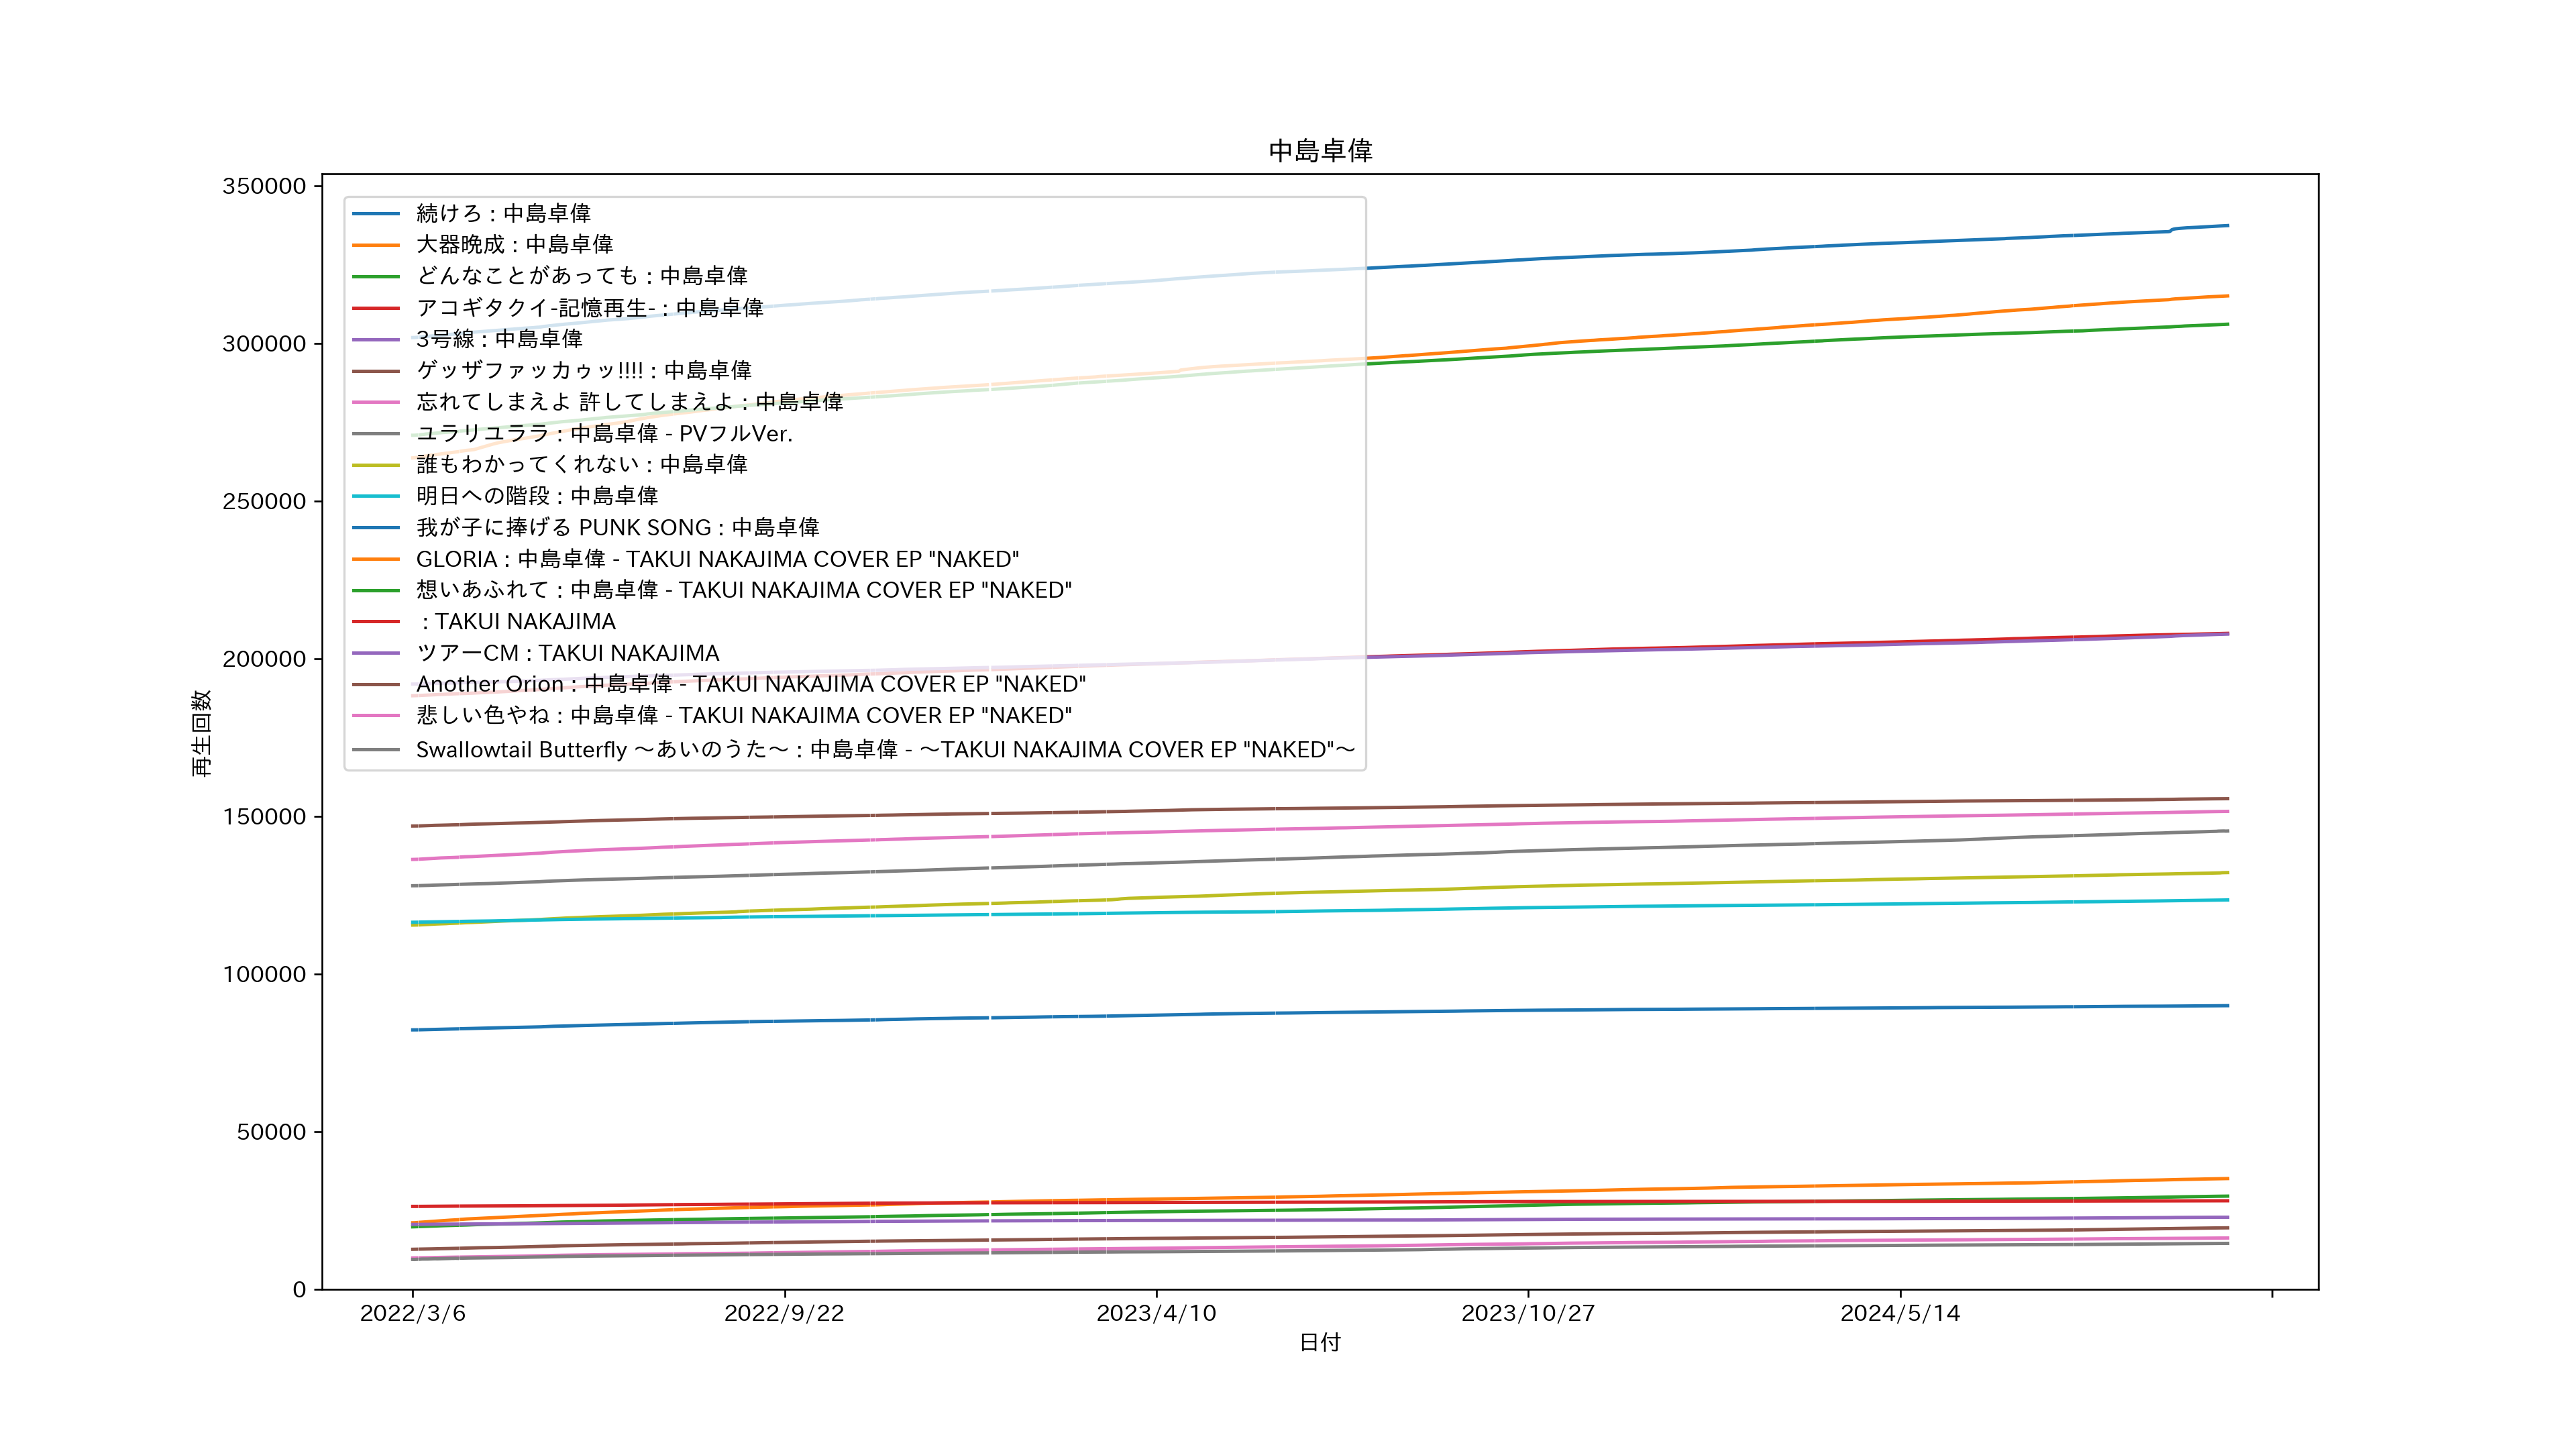 中島卓偉
350000
300000
250000
200000
150000
100000
50000
0
再生回数
続けろ : 中島卓偉
大器晩成 : 中島卓偉
どんなことがあっても : 中島卓偉
アコギタクイ-記憶再生- : 中島卓偉
3号線 : 中島卓偉
ゲッザファッカゥッ!!!! : 中島卓偉
忘れてしまえよ 許してしまえよ : 中島卓偉
ユラリユララ : 中島卓偉 - PVフルVer.
誰もわかってくれない : 中島卓偉
明日への階段 : 中島卓偉
我が子に捧げる PUNK SONG : 中島卓偉
GLORIA : 中島卓偉 - TAKUI NAKAJIMA COVER EP "NAKED"
想いあふれて : 中島卓偉 - TAKUI NAKAJIMA COVER EP "NAKED"
: TAKUI NAKAJIMA
ツアーCM : TAKUI NAKAJIMA
Another Orion : 中島卓偉 - TAKUI NAKAJIMA COVER EP "NAKED"
悲しい色やね : 中島卓偉 - TAKUI NAKAJIMA COVER EP "NAKED"
Swallowtail Butterfly 〜あいのうた〜 : 中島卓偉 - 〜TAKUI NAKAJIMA COVER EP "NAKED"〜
2022/3/6
2022/9/22
2023/4/10
2023/10/27
2024/5/14
日付